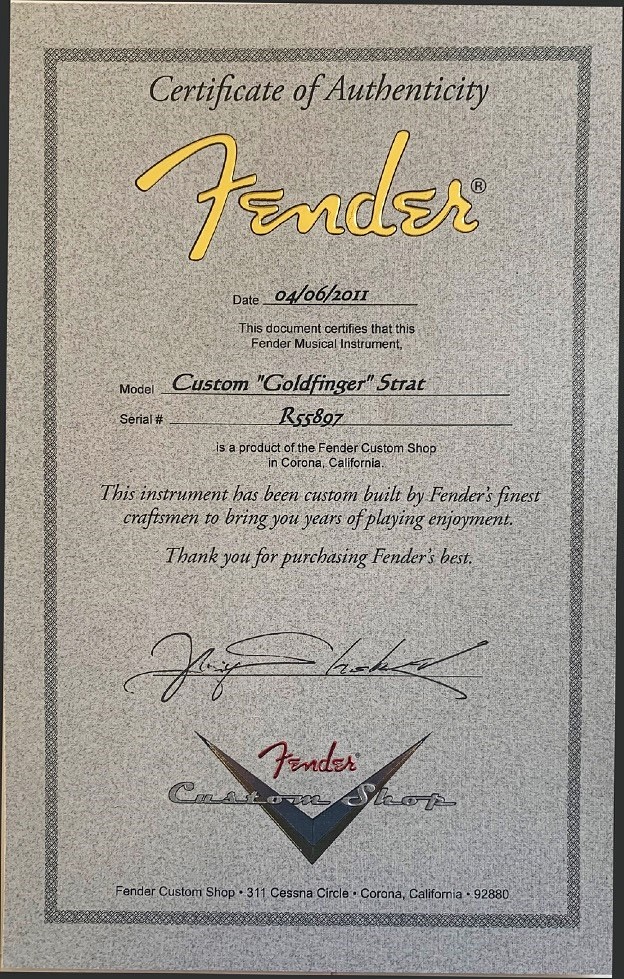 Certificate of Authenticity
Fender®
Date 04/06/2011
This document certifies that this
Fender Musical Instrument,
Model Custom "Goldfinger" Strat
Serial # R55897
is a product of the Fender Custom Shop
in Corona, California.
This instrument has been custom built by Fender's finest
craftsmen to bring you years of playing enjoyment.
Thank you for purchasing Fender's best.
Fender
Custom Shop
Fender Custom Shop • 311 Cessna Circle • Corona, California • 92880